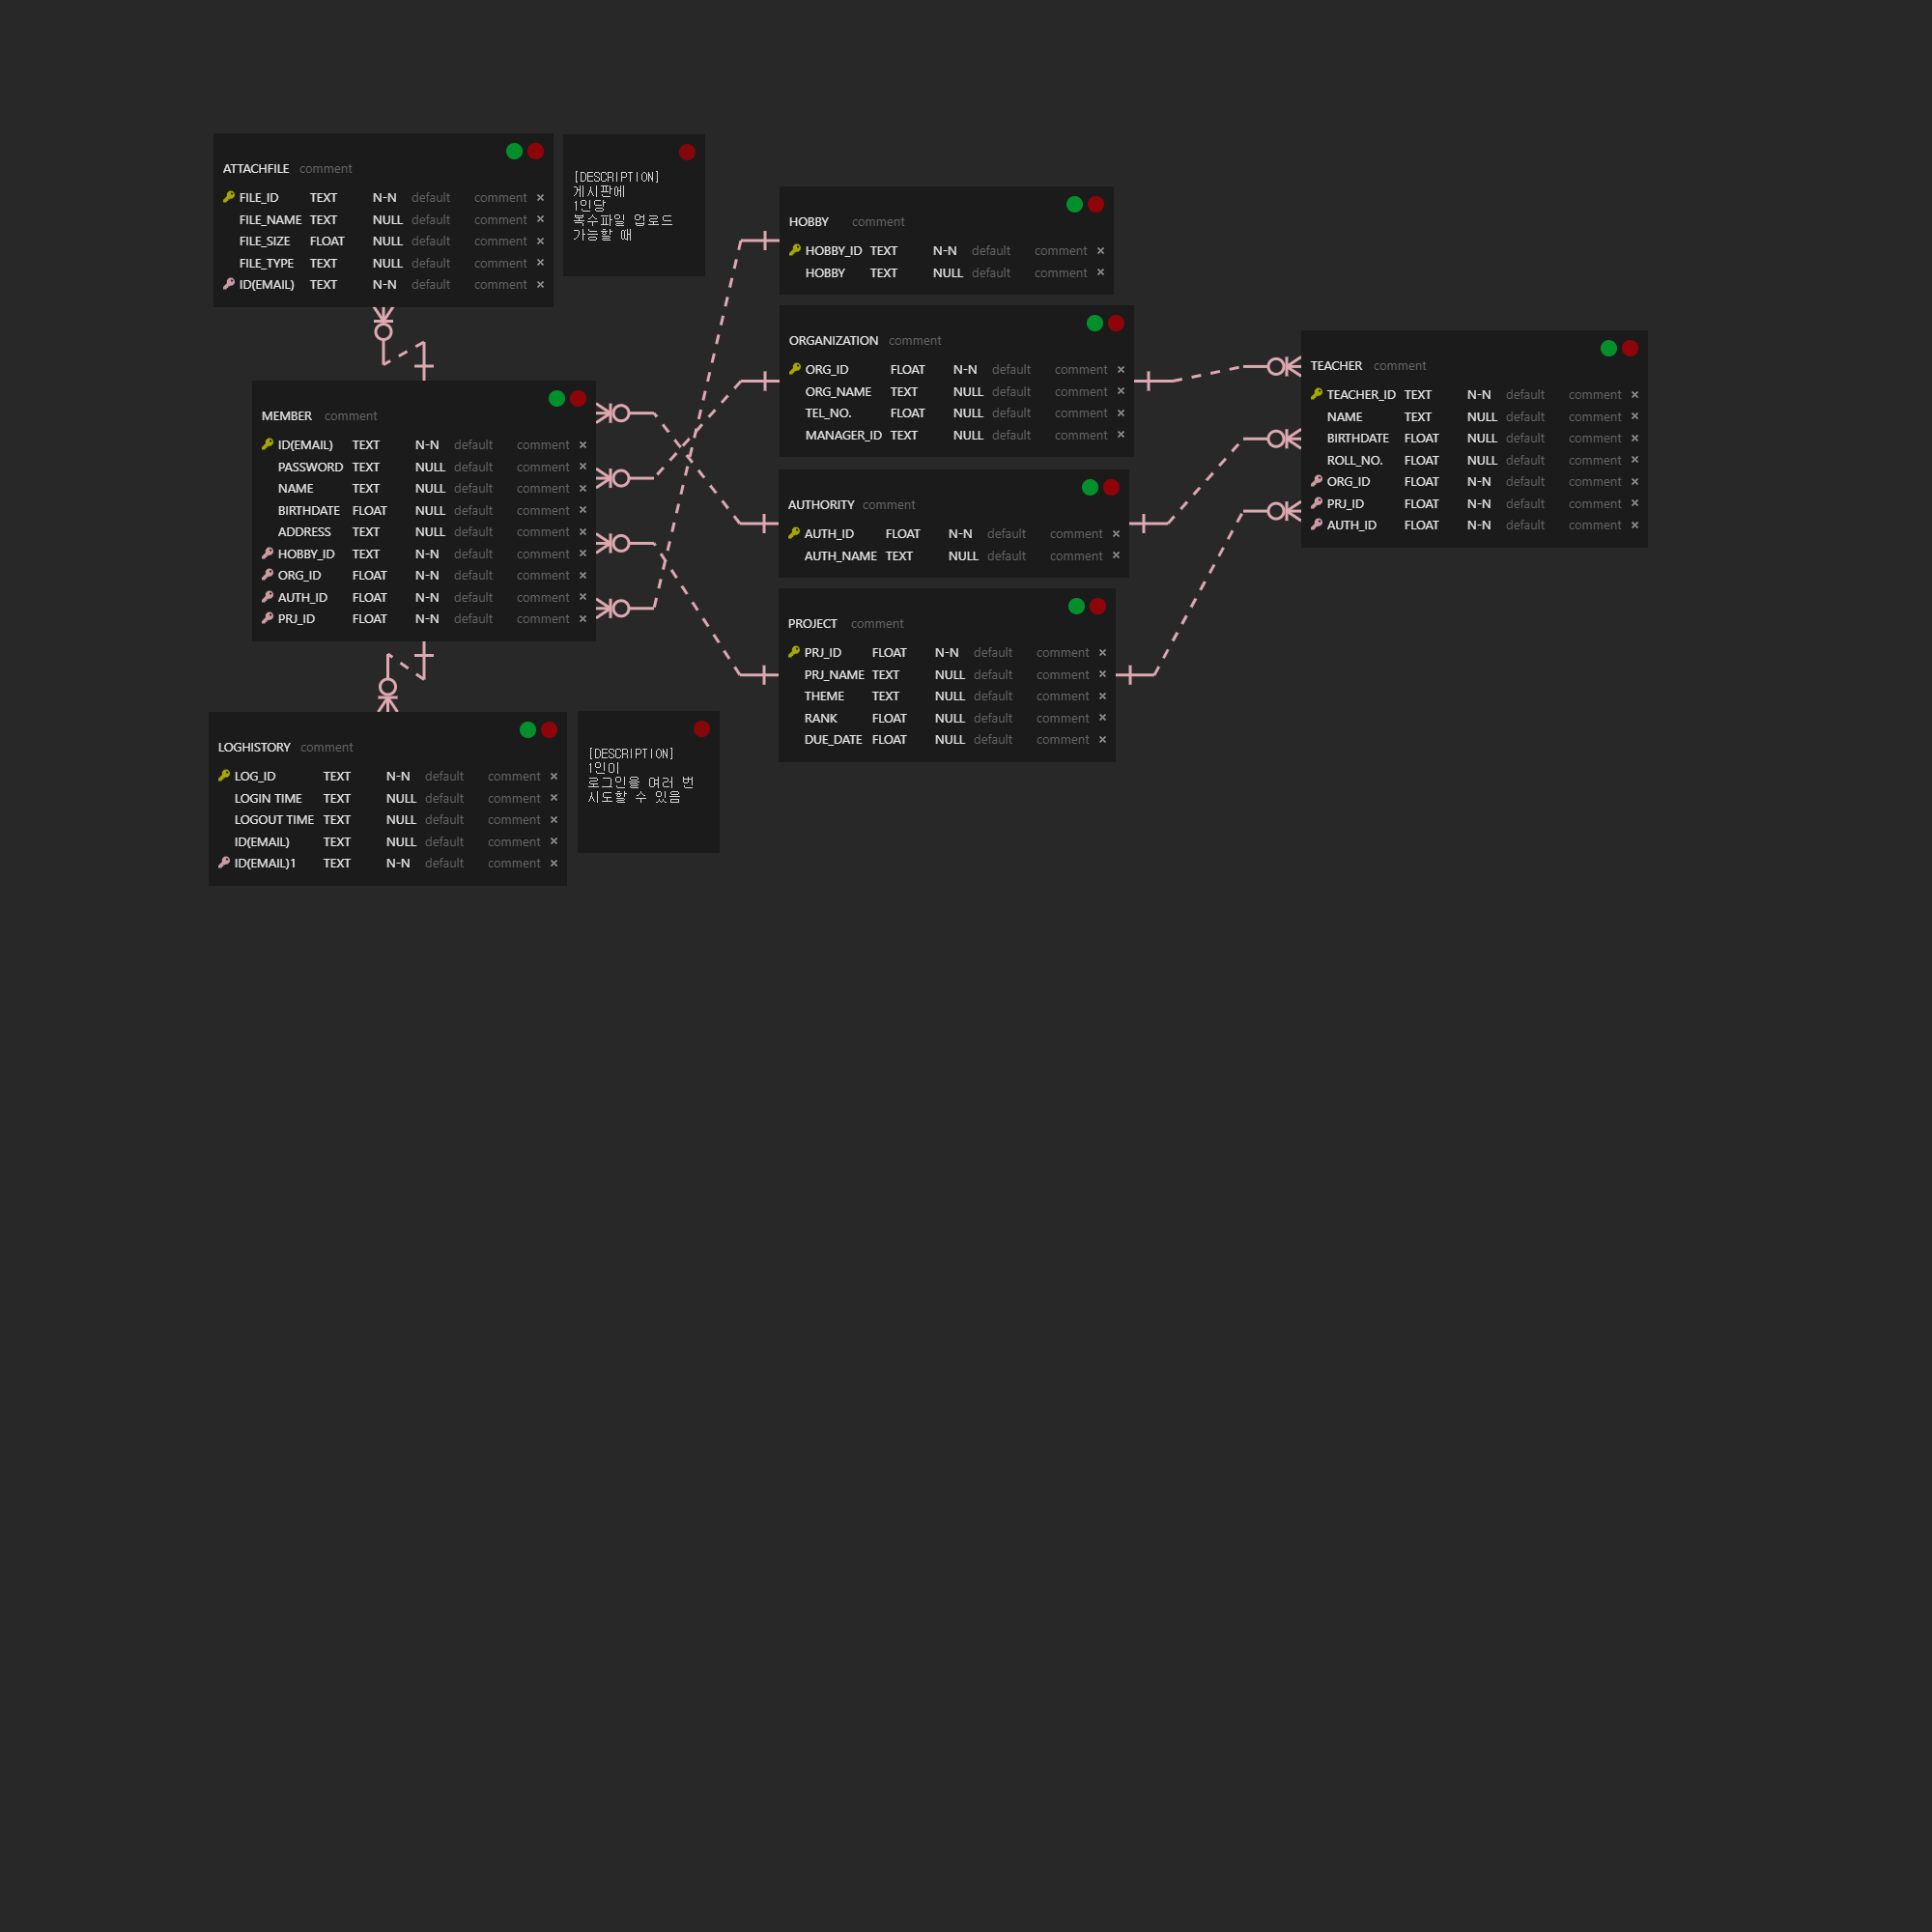 ATTACHFILE comment
FILE_ID TEXT N-N default comment ×
FILE_NAME TEXT NULL default comment ×
FILE_SIZE FLOAT NULL default comment ×
FILE_TYPE TEXT NULL default comment ×
ID(EMAIL) TEXT N-N default comment ×
[DESCRIPTION]
게시판에
1인당
복수파일 업로드
가능할 때
MEMBER comment
ID(EMAIL) TEXT N-N default comment ×
PASSWORD TEXT NULL default comment ×
NAME TEXT NULL default comment ×
BIRTHDATE FLOAT NULL default comment ×
ADDRESS TEXT NULL default comment ×
HOBBY_ID TEXT N-N default comment ×
ORG_ID FLOAT N-N default comment ×
AUTH_ID FLOAT N-N default comment ×
PRJ_ID FLOAT N-N default comment ×
LOGHISTORY comment
LOG_ID TEXT N-N default comment ×
LOGIN TIME TEXT NULL default comment ×
LOGOUT TIME TEXT NULL default comment ×
ID(EMAIL) TEXT NULL default comment ×
ID(EMAIL)1 TEXT N-N default comment ×
[DESCRIPTION]
1인이
로그인을 여러 번
시도할 수 있음
HOBBY comment
HOBBY_ID TEXT N-N default comment ×
HOBBY TEXT NULL default comment ×
ORGANIZATION comment
ORG_ID FLOAT N-N default comment ×
ORG_NAME TEXT NULL default comment ×
TEL_NO. FLOAT NULL default comment ×
MANAGER_ID TEXT NULL default comment ×
AUTHORITY comment
AUTH_ID FLOAT N-N default comment ×
AUTH_NAME TEXT NULL default comment ×
PROJECT comment
PRJ_ID FLOAT N-N default comment ×
PRJ_NAME TEXT NULL default comment ×
THEME TEXT NULL default comment ×
RANK FLOAT NULL default comment ×
DUE_DATE FLOAT NULL default comment ×
TEACHER comment
TEACHER_ID TEXT N-N default comment ×
NAME TEXT NULL default comment ×
BIRTHDATE FLOAT NULL default comment ×
ROLL_NO. FLOAT NULL default comment ×
ORG_ID FLOAT N-N default comment ×
PRJ_ID FLOAT N-N default comment ×
AUTH_ID FLOAT N-N default comment ×